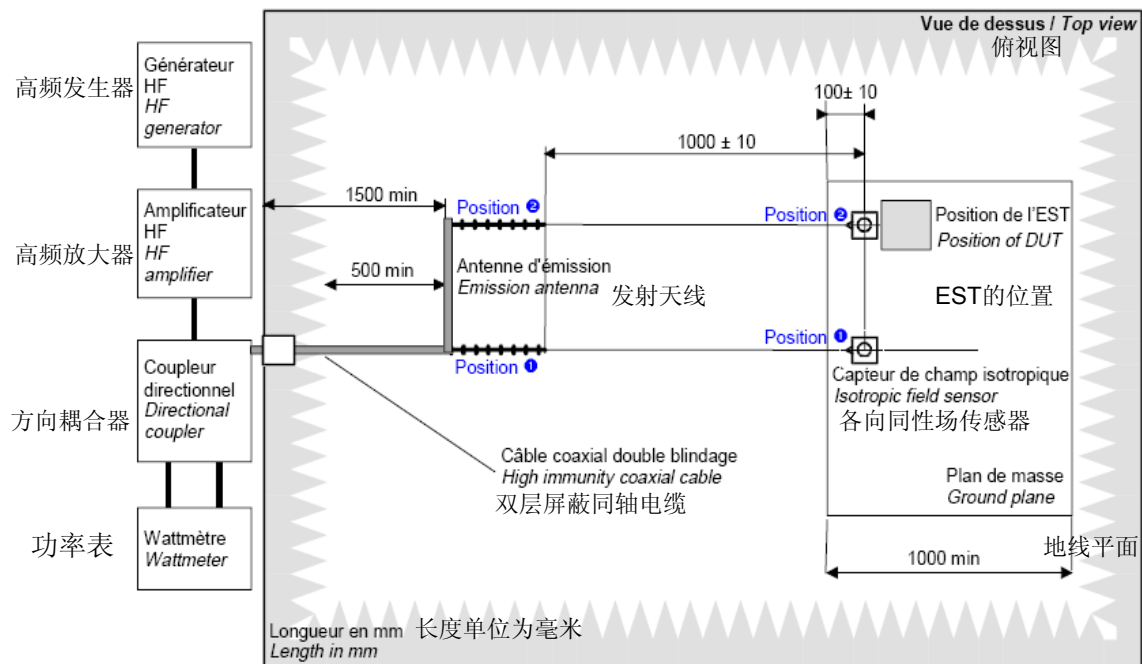 Vue de dessus / Top view
俯视图
高频发生器
Générateur
HF
HF
generator
100± 10
1000 ± 10
1500 min
高频放大器
Amplificateur
HF
HF
amplifier
Position ❷
Position ❷
Position de l'EST
Position of DUT
500 min
Antenne d'émission
Emission antenna
发射天线
EST的位置
Position ❶
Position ❶
方向耦合器
Coupleur
directionnel
Directional
coupler
Capteur de champ isotropique
Isotropic field sensor
各向同性场传感器
Câble coaxial double blindage
High immunity coaxial cable
双层屏蔽同轴电缆
Plan de masse
Ground plane
功率表
Wattmètre
Wattmeter
地线平面
1000 min
Longueur en mm
Length in mm
长度单位为毫米